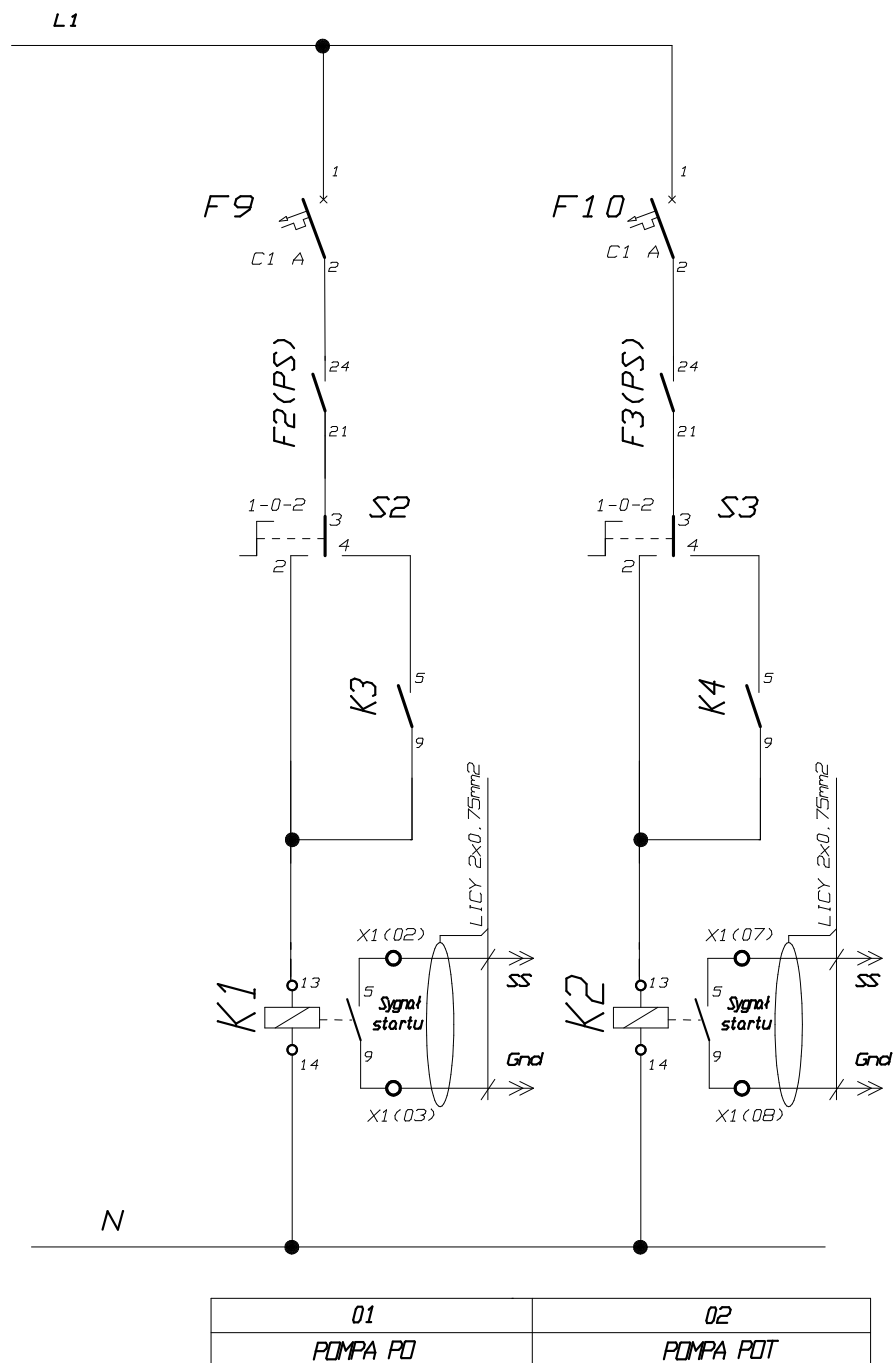 L1
1
1
F9
F10
C1 A
2
C1 A
2
F2(PS)
24
21
F3(PS)
24
21
1-0-2
3
S2
4
2
1-0-2
3
S3
4
2
K3
5
9
K4
5
9
LICY 2x0.75mm2
LICY 2x0.75mm2
X1(02)
X1(07)
K1
13
5
Sygnał
startu
SS
9
14
Gnd
X1(03)
K2
13
5
Sygnał
startu
SS
9
14
Gnd
X1(08)
N
01
02
POMPA PO
POMPA POT